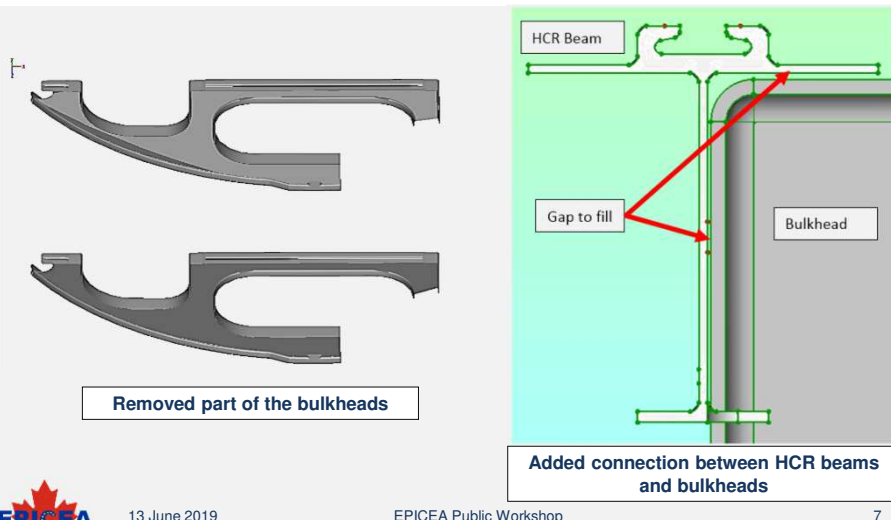 HCR Beam
Gap to fill
Bulkhead
Removed part of the bulkheads
Added connection between HCR beams
and bulkheads
EPICEA
13 June 2019
EPICEA Public Workshop
7